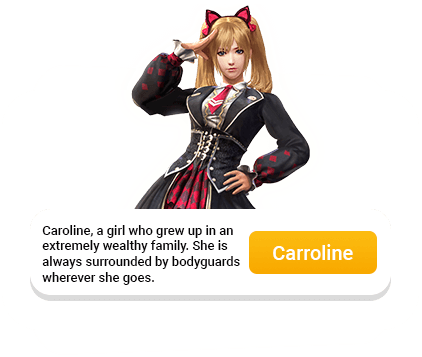 Caroline, a girl who grew up in an
extremely wealthy family. She is
always surrounded by bodyguards
wherever she goes.
Carroline